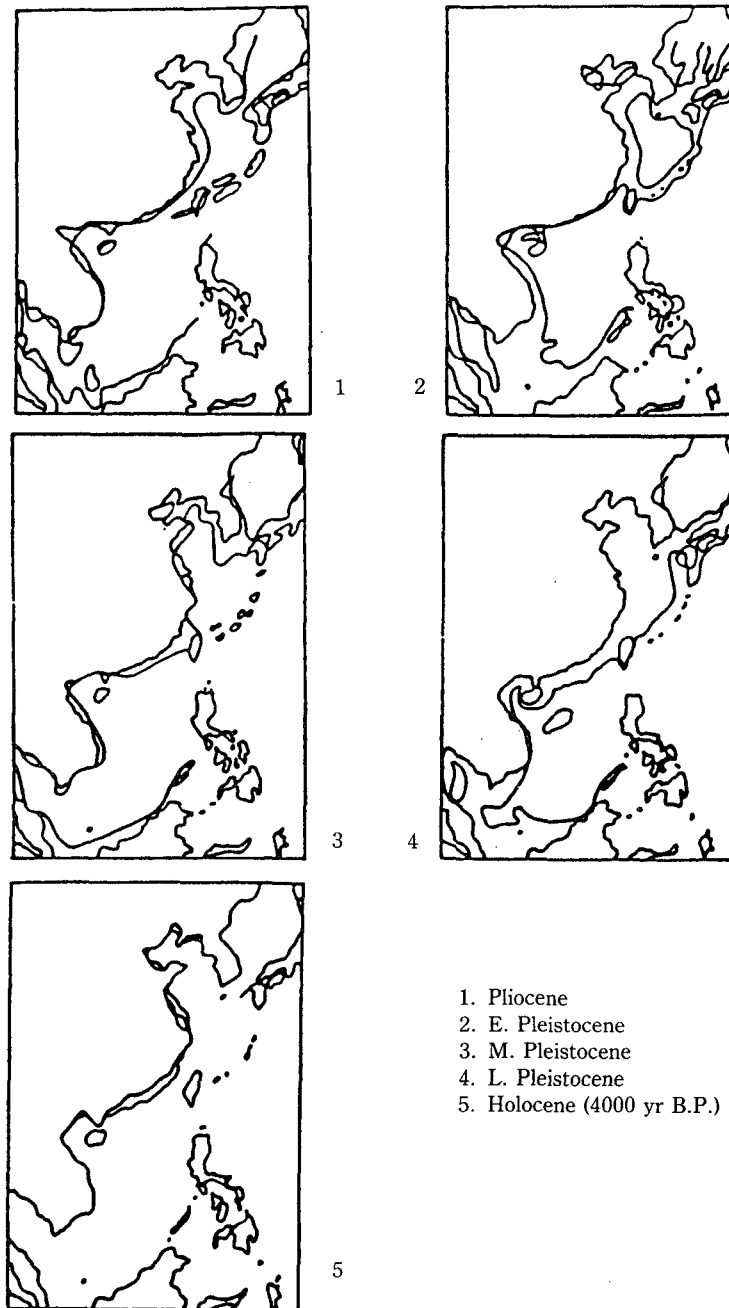 1
2
3
4
5
1. Pliocene
2. E. Pleistocene
3. M. Pleistocene
4. L. Pleistocene
5. Holocene (4000 yr B.P.)